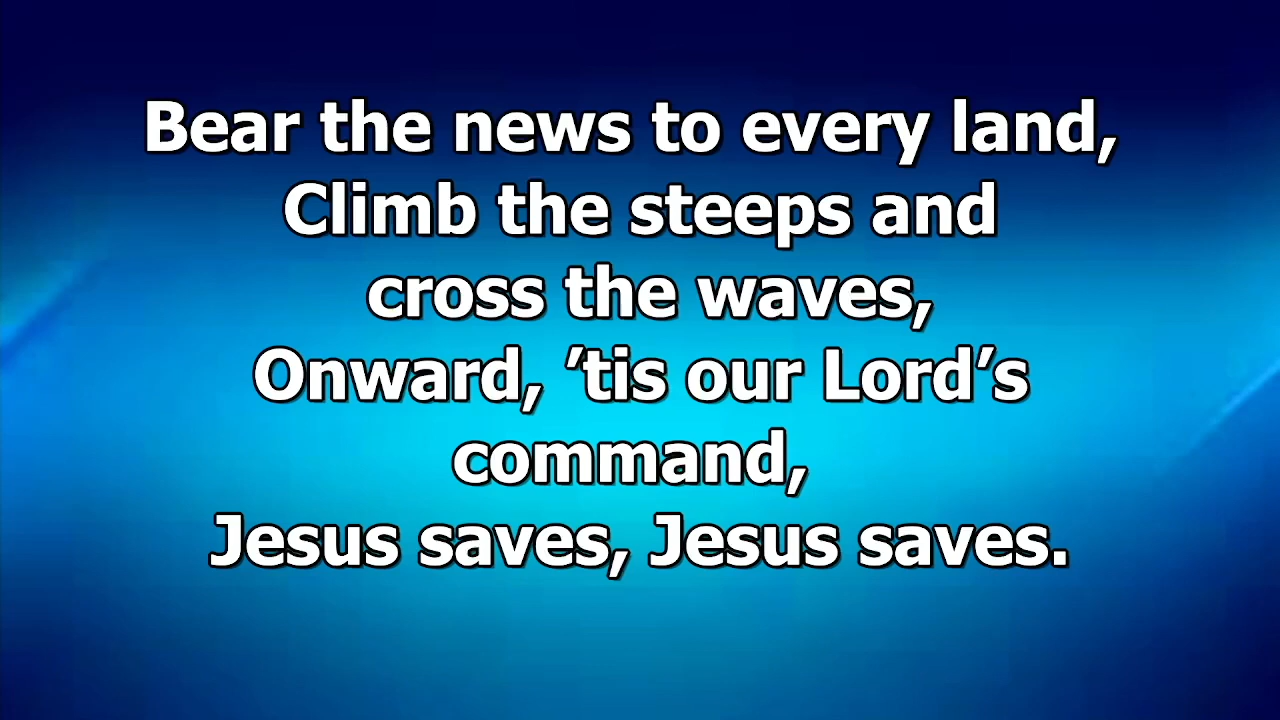 Bear the news to every land,
Climb the steeps and
cross the waves,
Onward, ’tis our Lord’s
command,
Jesus saves, Jesus saves.